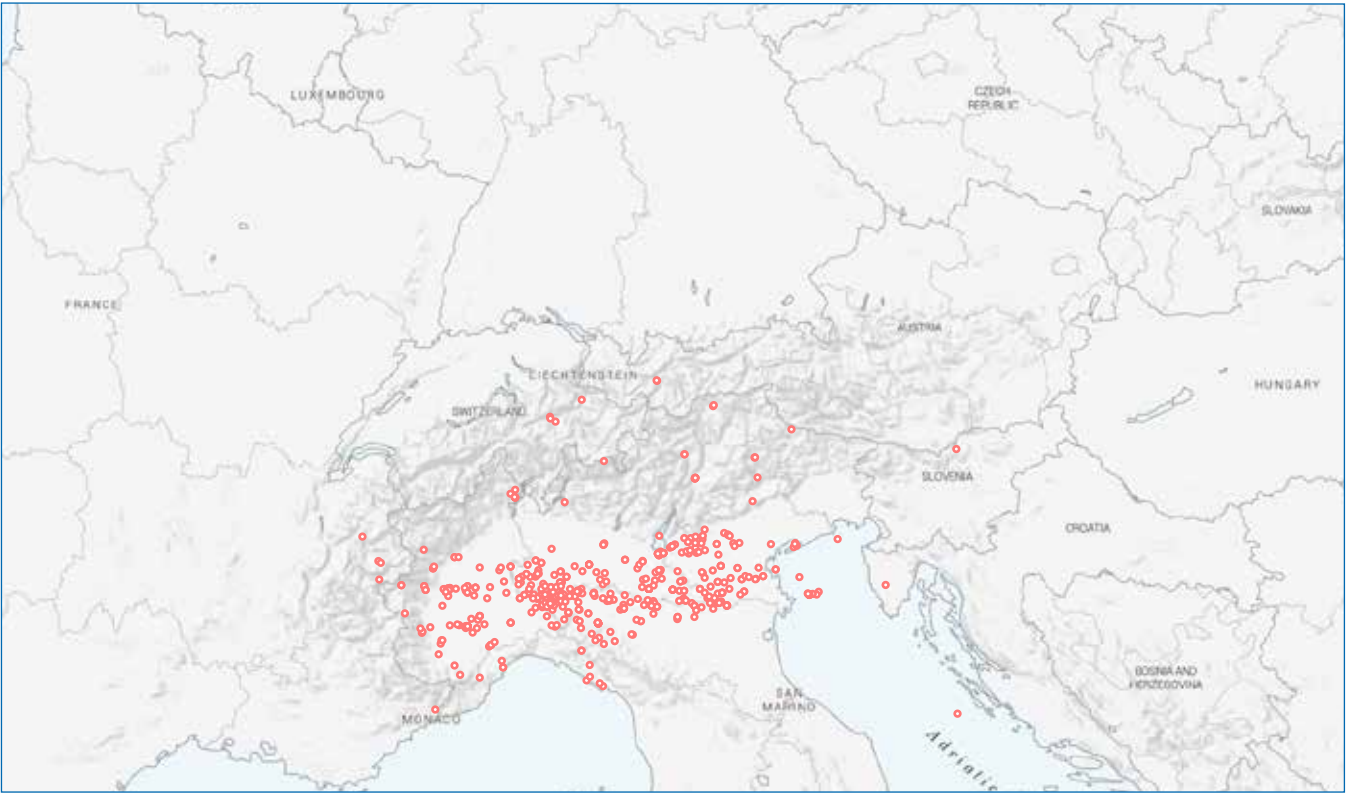 LUXEMBOURG
CZECH
REPUBLIC
SLOVAKIA
FRANCE
AUSTRIA
LIECHTENSTEIN
HUNGARY
SWITZERLAND
SLOVENIA
CROATIA
BOSNIA AND
HERZEGOVINA
SAN
MARINO
MONACO
Adriatic